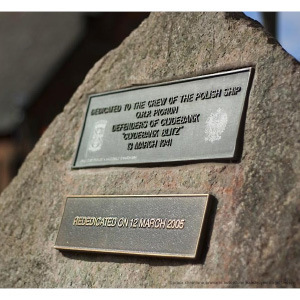 DEDICATED TO THE CREW OF THE POLISH SHIP
O.R.P. PIORUN
DEFENDERS OF CLYDEBANK
"CLYDEBANK BLITZ"
13 MARCH 1941
REDEDICATED ON 12 MARCH 2005